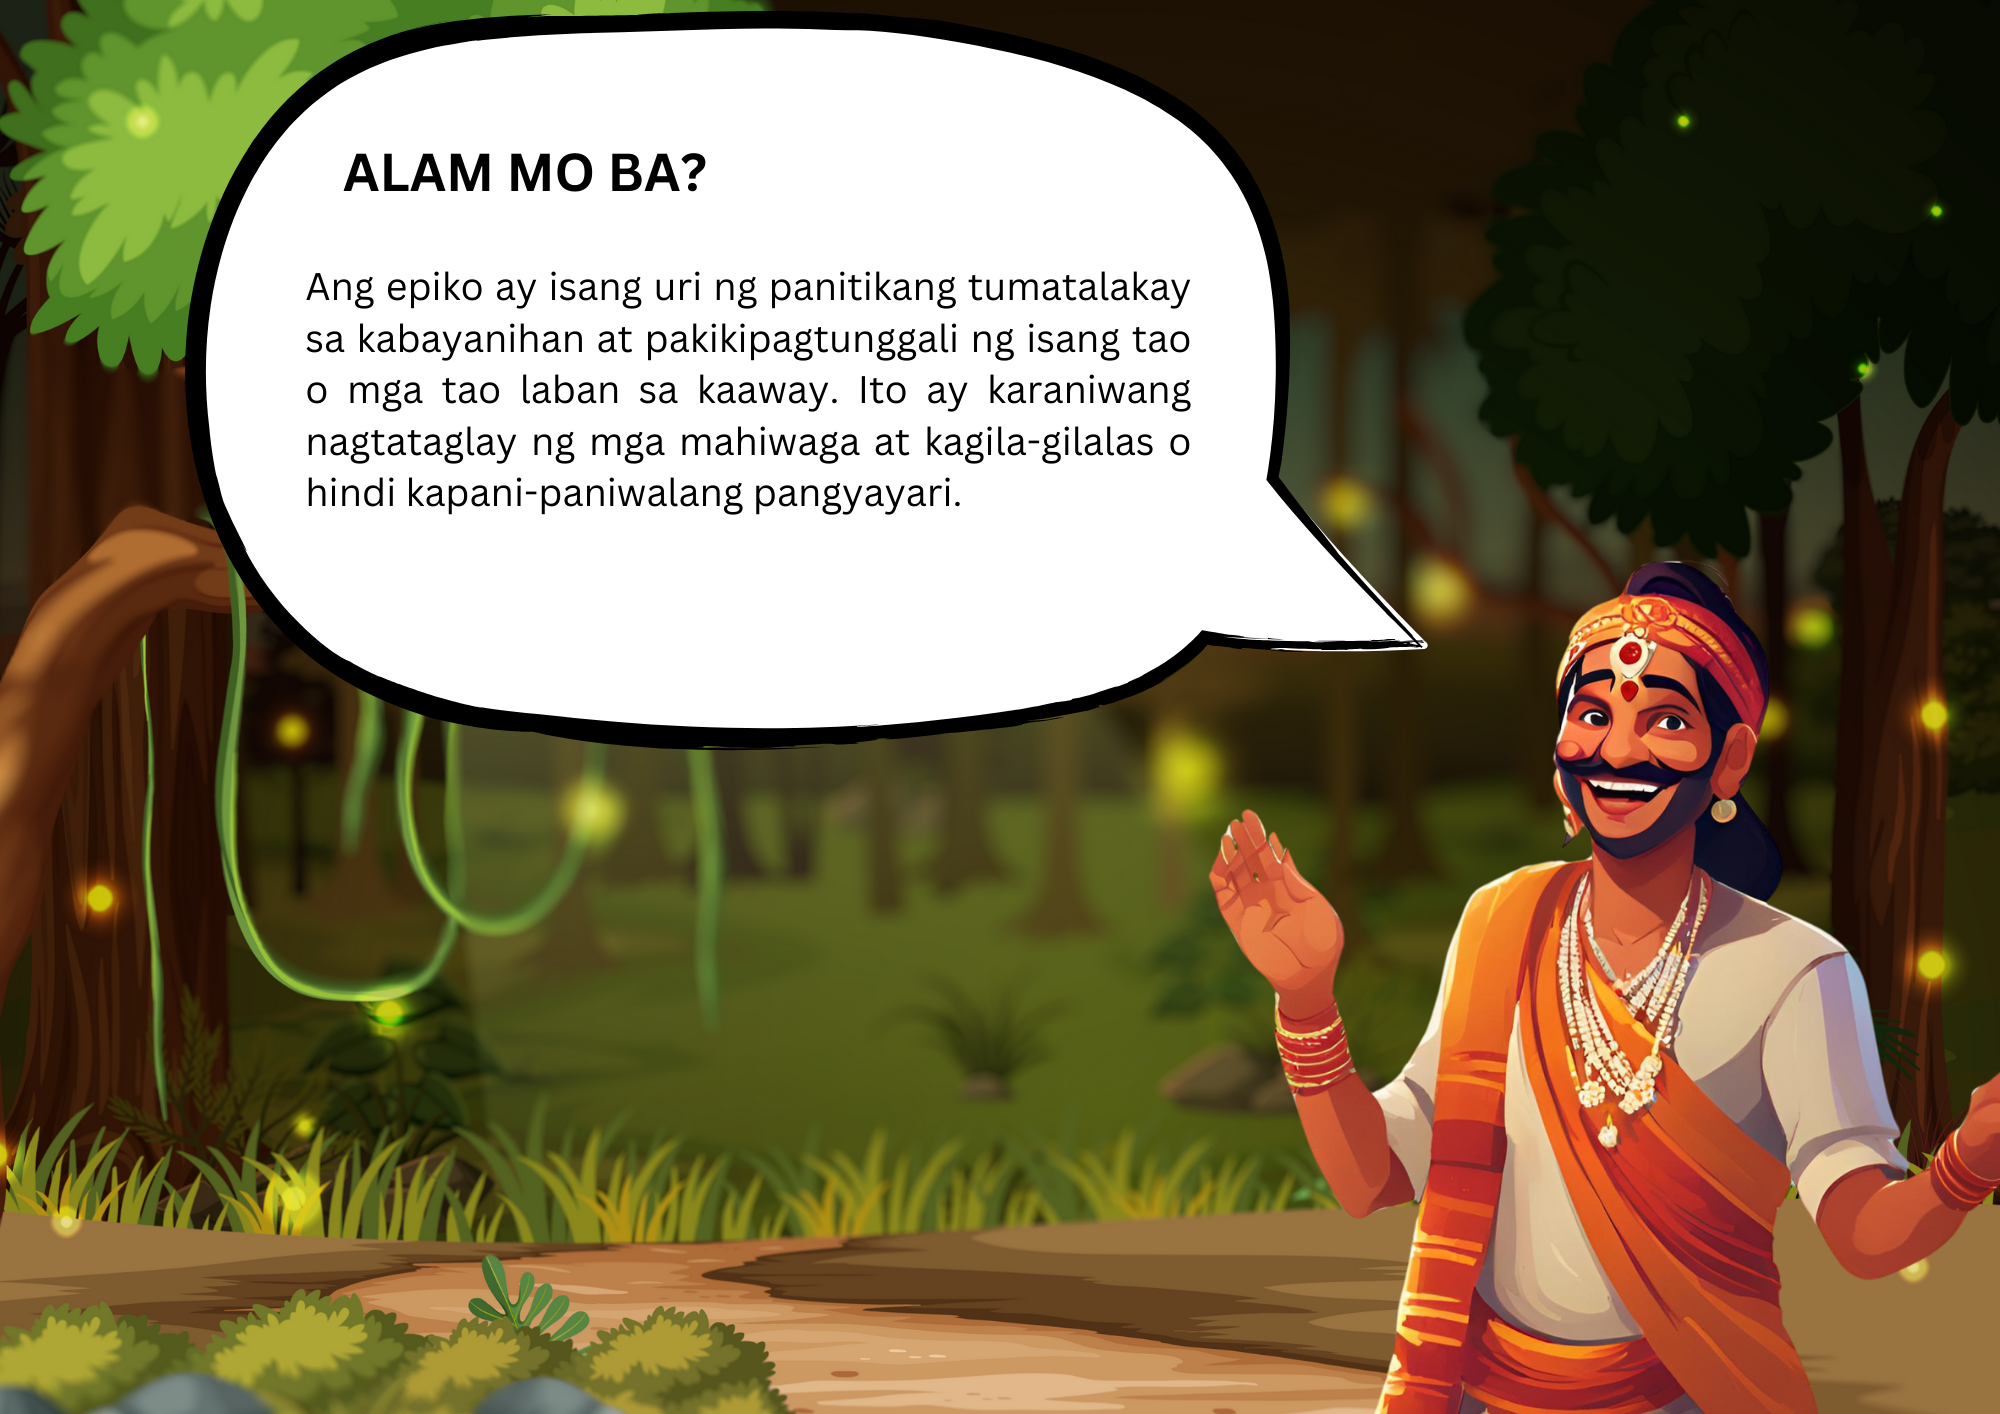 ALAM MO BA?
Ang epiko ay isang uri ng panitikang tumatalakay
sa kabayanihan at pakikipagtunggali ng isang tao
o mga tao laban sa kaaway. Ito ay karaniwang
nagtataglay ng mga mahiwaga at kagila-gilalas o
hindi kapani-paniwalang pangyayari.